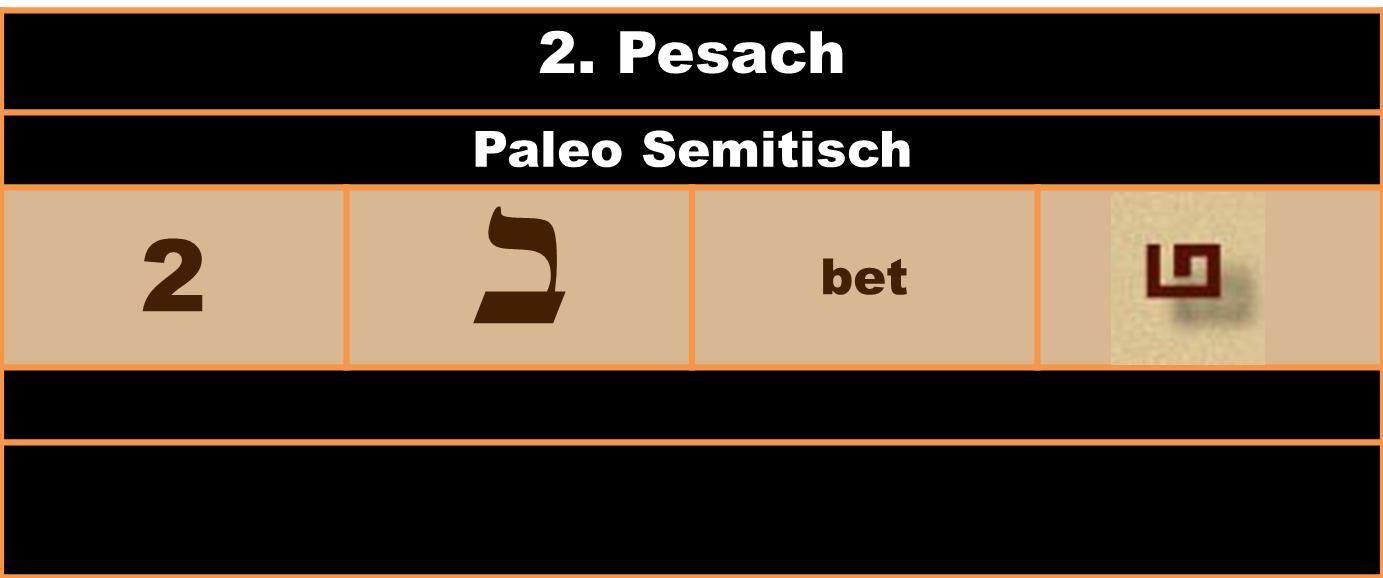 2. Pesach
Paleo Semitisch
2 ב bet